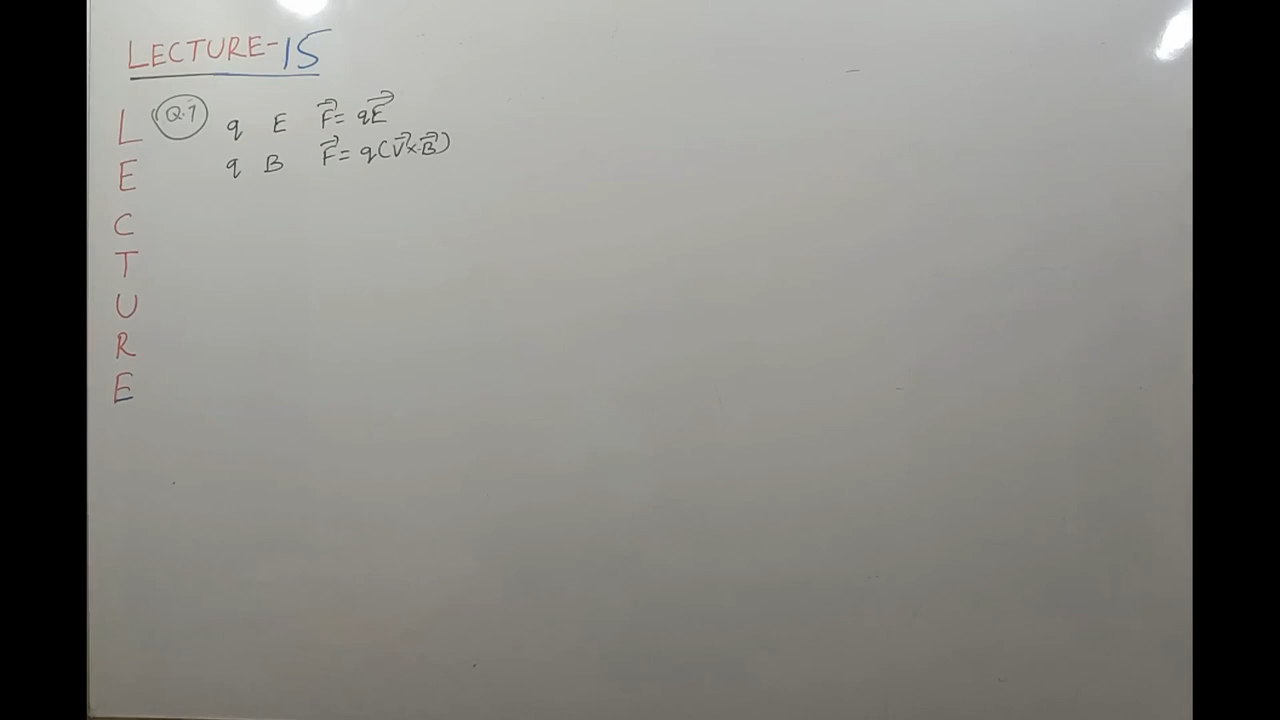 LECTURE-15
Q.1 q E F⃗= qE⃗
q B F⃗= q(V⃗×B⃗)
L
E
C
T
U
R
E